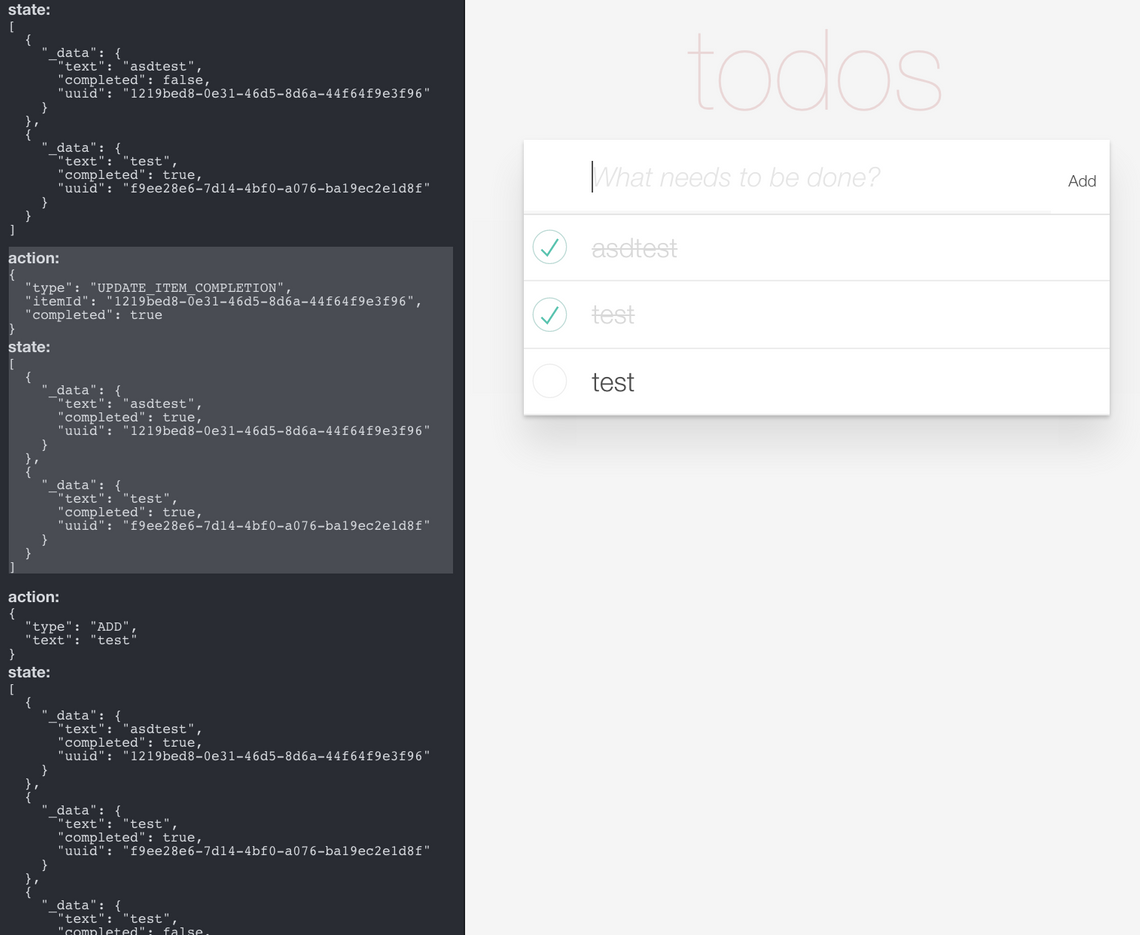 state:
[
  {
    "_data": {
      "text": "asdtest",
      "completed": false,
      "uuid": "1219bed8-0e31-46d5-8d6a-44f64f9e3f96"
    }
  },
  {
    "_data": {
      "text": "test",
      "completed": true,
      "uuid": "f9ee28e6-7d14-4bf0-a076-ba19ec2e1d8f"
    }
  }
]
action:
{
  "type": "UPDATE_ITEM_COMPLETION",
  "itemId": "1219bed8-0e31-46d5-8d6a-44f64f9e3f96",
  "completed": true
}
state:
[
  {
    "_data": {
      "text": "asdtest",
      "completed": true,
      "uuid": "1219bed8-0e31-46d5-8d6a-44f64f9e3f96"
    }
  },
  {
    "_data": {
      "text": "test",
      "completed": true,
      "uuid": "f9ee28e6-7d14-4bf0-a076-ba19ec2e1d8f"
    }
  }
]
action:
{
  "type": "ADD",
  "text": "test"
}
state:
[
  {
    "_data": {
      "text": "asdtest",
      "completed": true,
      "uuid": "1219bed8-0e31-46d5-8d6a-44f64f9e3f96"
    }
  },
  {
    "_data": {
      "text": "test",
      "completed": true,
      "uuid": "f9ee28e6-7d14-4bf0-a076-ba19ec2e1d8f"
    }
  },
  {
    "_data": {
      "text": "test",
      "completed": false,
todos
What needs to be done?
Add
asdtest
test
test